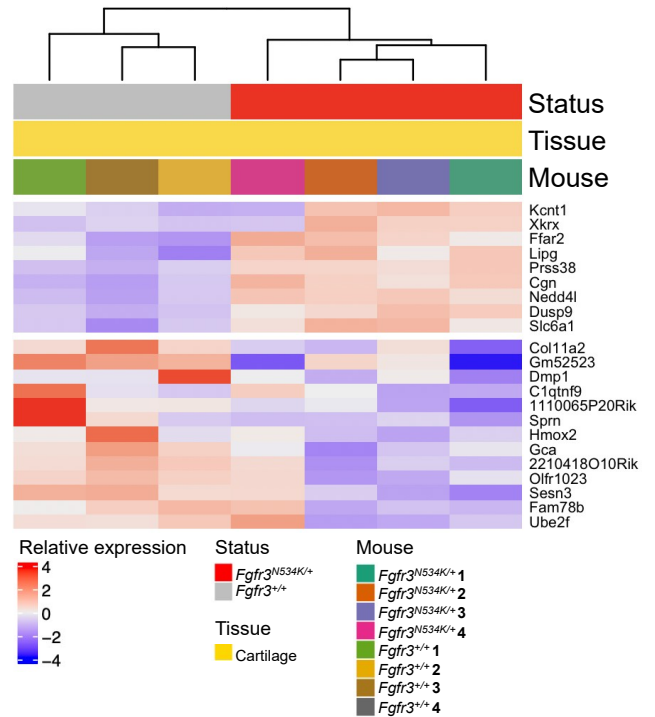 Status
Tissue
Mouse
Kcnt1
Xkrx
Ffar2
Lipg
Prss38
Cgn
Nedd4l
Dusp9
Slc6a1
Col11a2
Gm52523
Dmp1
C1qtnf9
1110065P20Rik
Sprn
Hmox2
Gca
2210418O10Rik
Olfr1023
Sesn3
Fam78b
Ube2f
Relative expression
4
2
0
−2
−4
Status
Fgfr3N534K/+
Fgfr3+/+
Tissue
Cartilage
Mouse
Fgfr3N534K/+ 1
Fgfr3N534K/+ 2
Fgfr3N534K/+ 3
Fgfr3N534K/+ 4
Fgfr3+/+ 1
Fgfr3+/+ 2
Fgfr3+/+ 3
Fgfr3+/+ 4